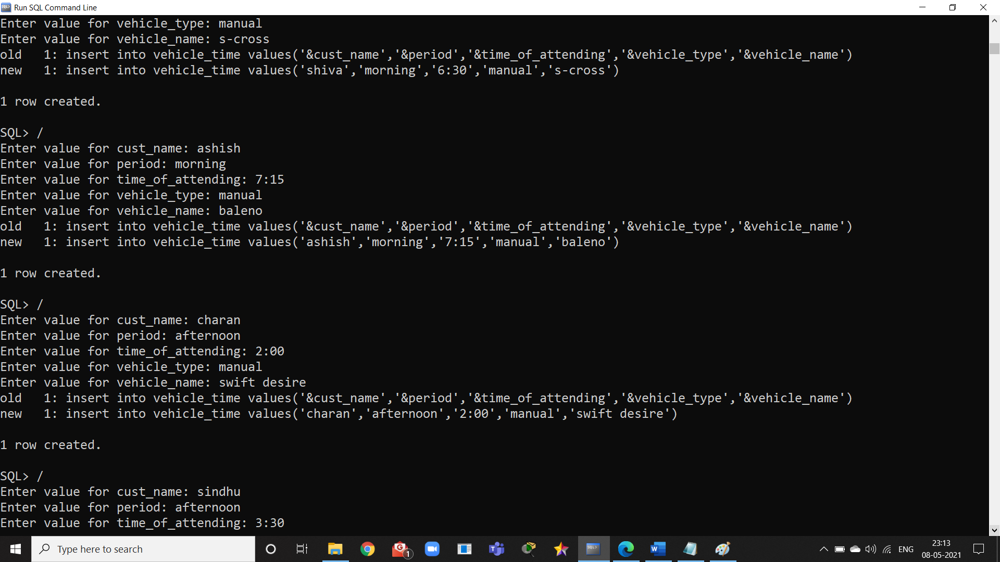 Run SQL Command Line
Enter value for vehicle_type: manual
Enter value for vehicle_name: s-cross
old   1: insert into vehicle_time values('&cust_name','&period','&time_of_attending','&vehicle_type','&vehicle_name')
new   1: insert into vehicle_time values('shiva','morning','6:30','manual','s-cross')
1 row created.
SQL> /
Enter value for cust_name: ashish
Enter value for period: morning
Enter value for time_of_attending: 7:15
Enter value for vehicle_type: manual
Enter value for vehicle_name: baleno
old   1: insert into vehicle_time values('&cust_name','&period','&time_of_attending','&vehicle_type','&vehicle_name')
new   1: insert into vehicle_time values('ashish','morning','7:15','manual','baleno')
1 row created.
SQL> /
Enter value for cust_name: charan
Enter value for period: afternoon
Enter value for time_of_attending: 2:00
Enter value for vehicle_type: manual
Enter value for vehicle_name: swift desire
old   1: insert into vehicle_time values('&cust_name','&period','&time_of_attending','&vehicle_type','&vehicle_name')
new   1: insert into vehicle_time values('charan','afternoon','2:00','manual','swift desire')
1 row created.
SQL> /
Enter value for cust_name: sindhu
Enter value for period: afternoon
Enter value for time_of_attending: 3:30
Type here to search
1
ENG
23:13
08-05-2021